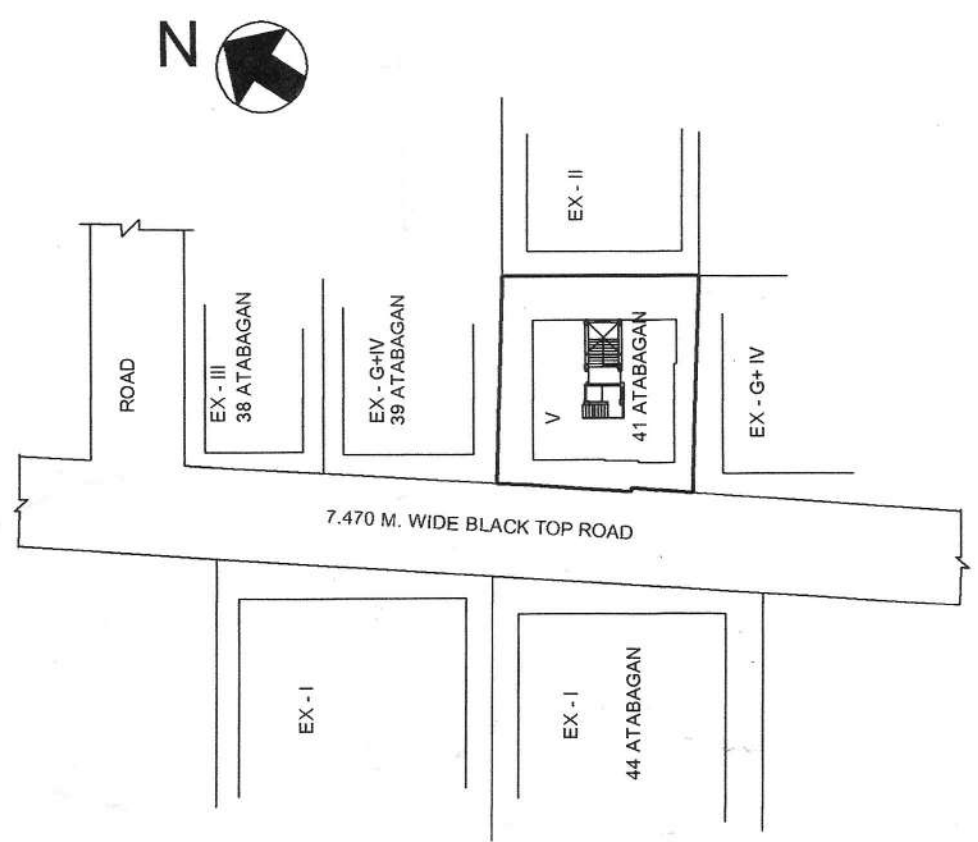 N
EX - II
ROAD
EX - III
38 ATABAGAN
EX - G+IV
39 ATABAGAN
V
41 ATABAGAN
EX - G+ IV
7.470 M. WIDE BLACK TOP ROAD
EX - I
EX - I
44 ATABAGAN